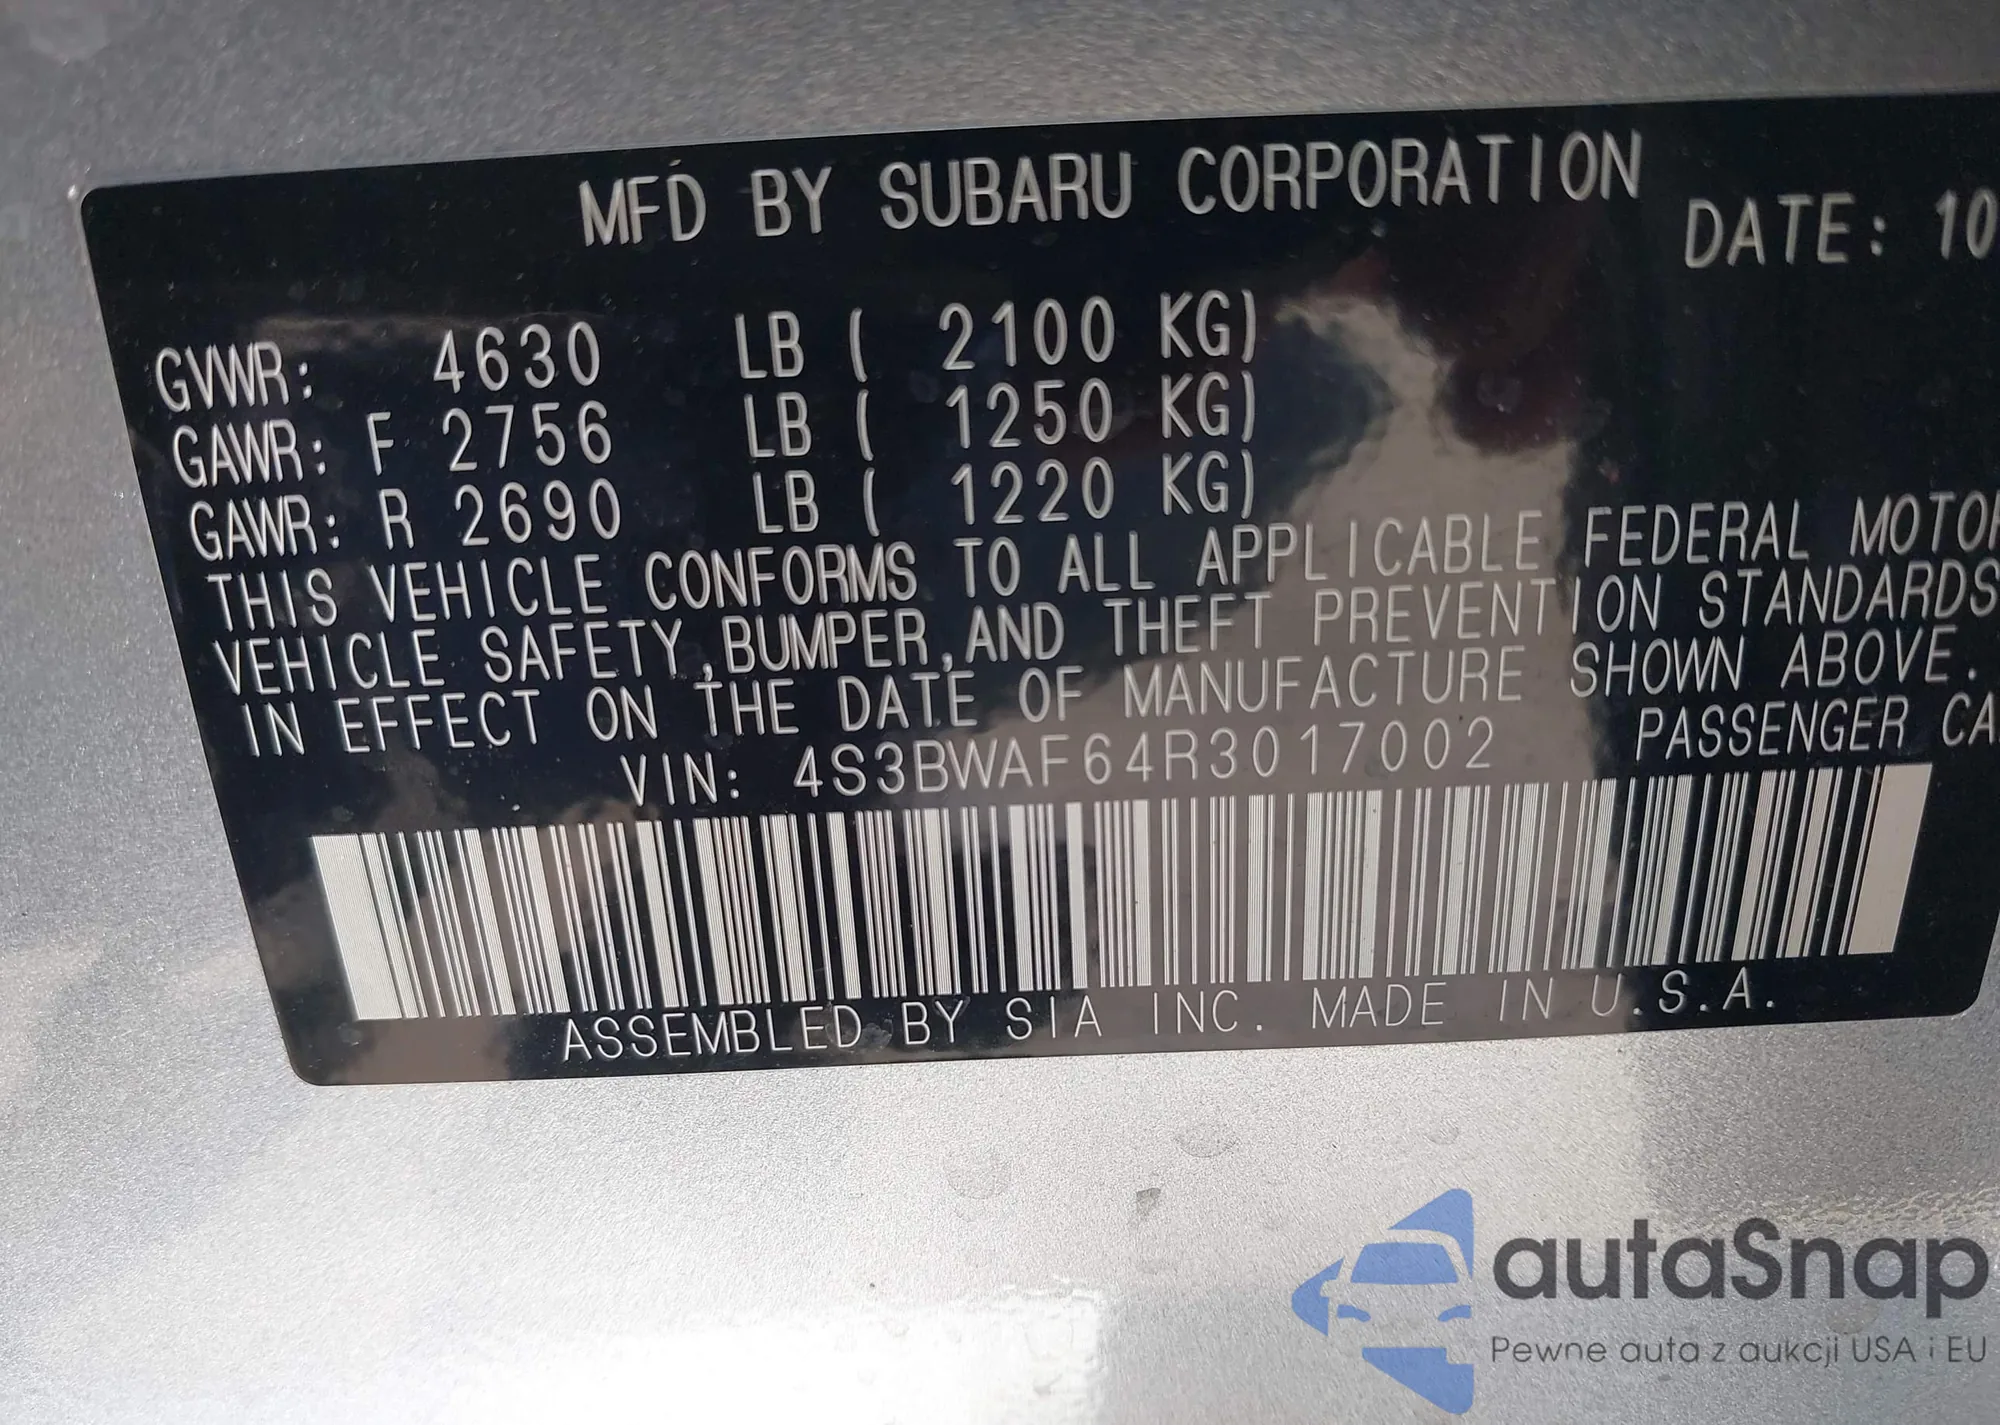 MFD BY SUBARU CORPORATION
DATE: 10
GVWR: 4630 LB ( 2100 KG)
GAWR: F 2756 LB ( 1250 KG)
GAWR: R 2690 LB ( 1220 KG)
THIS VEHICLE CONFORMS TO ALL APPLICABLE FEDERAL MOTOR
VEHICLE SAFETY,BUMPER,AND THEFT PREVENTION STANDARDS
IN EFFECT ON THE DATE OF MANUFACTURE SHOWN ABOVE.
VIN: 4S3BWAF64R3017002 PASSENGER CA
ASSEMBLED BY SIA INC. MADE IN U.S.A.
autaSnap
Pewne auta z aukcji USA i EU